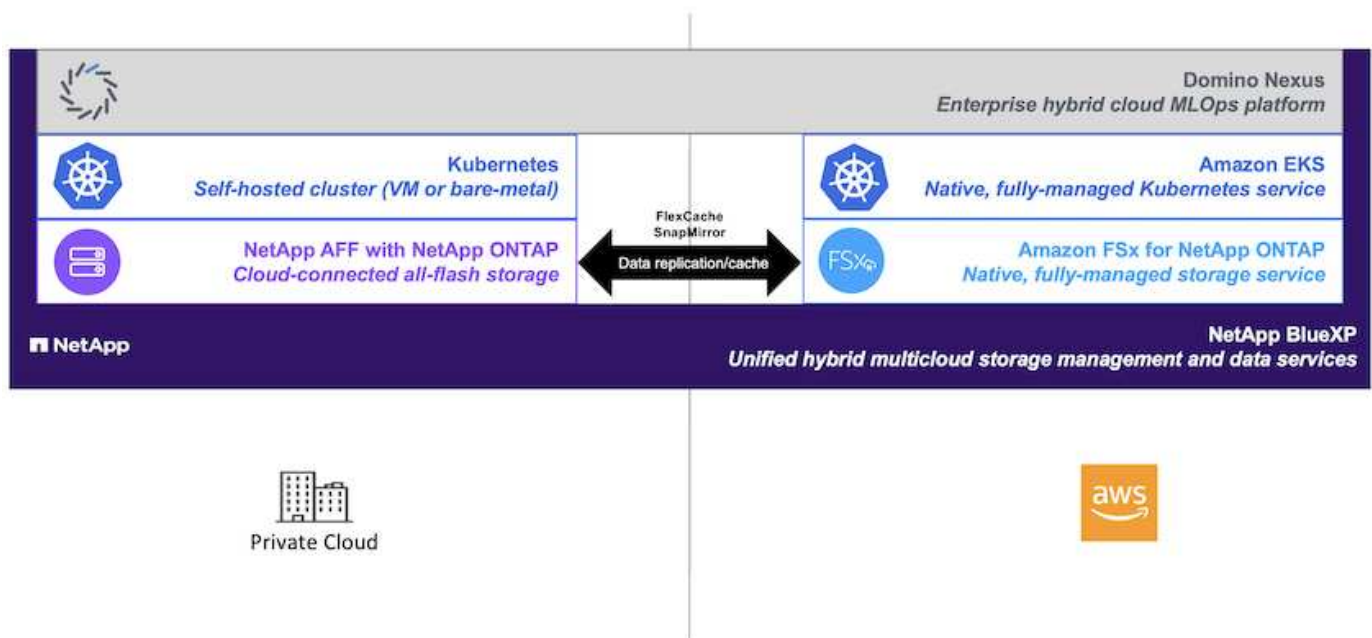 Domino Nexus
Enterprise hybrid cloud MLOps platform
Kubernetes
Self-hosted cluster (VM or bare-metal)
Amazon EKS
Native, fully-managed Kubernetes service
FlexCache
SnapMirror
Data replication/cache
NetApp AFF with NetApp ONTAP
Cloud-connected all-flash storage
FSx
Amazon FSx for NetApp ONTAP
Native, fully-managed storage service
NetApp
NetApp BlueXP
Unified hybrid multicloud storage management and data services
Private Cloud
aws